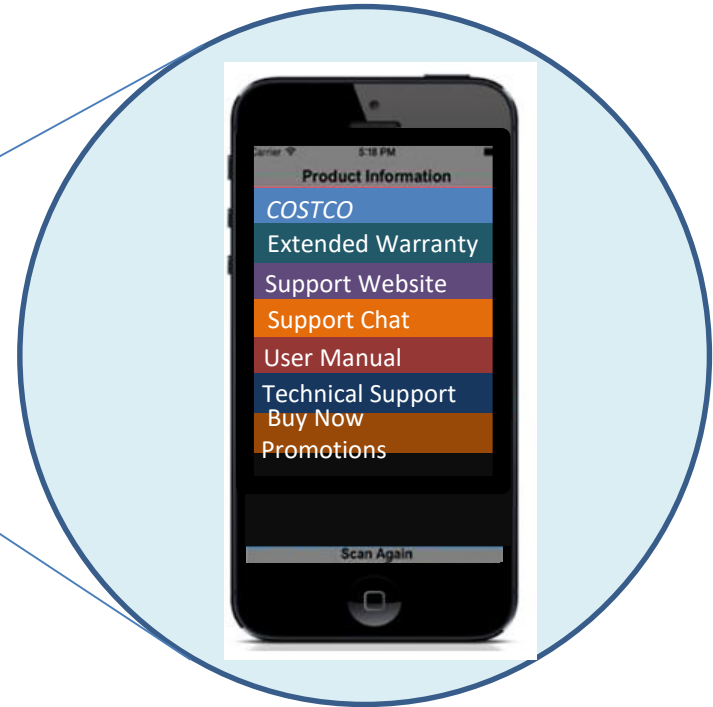 Carrier 5:18 PM
Product Information
COSTCO
Extended Warranty
Support Website
Support Chat
User Manual
Technical Support
Buy Now
Promotions
Scan Again